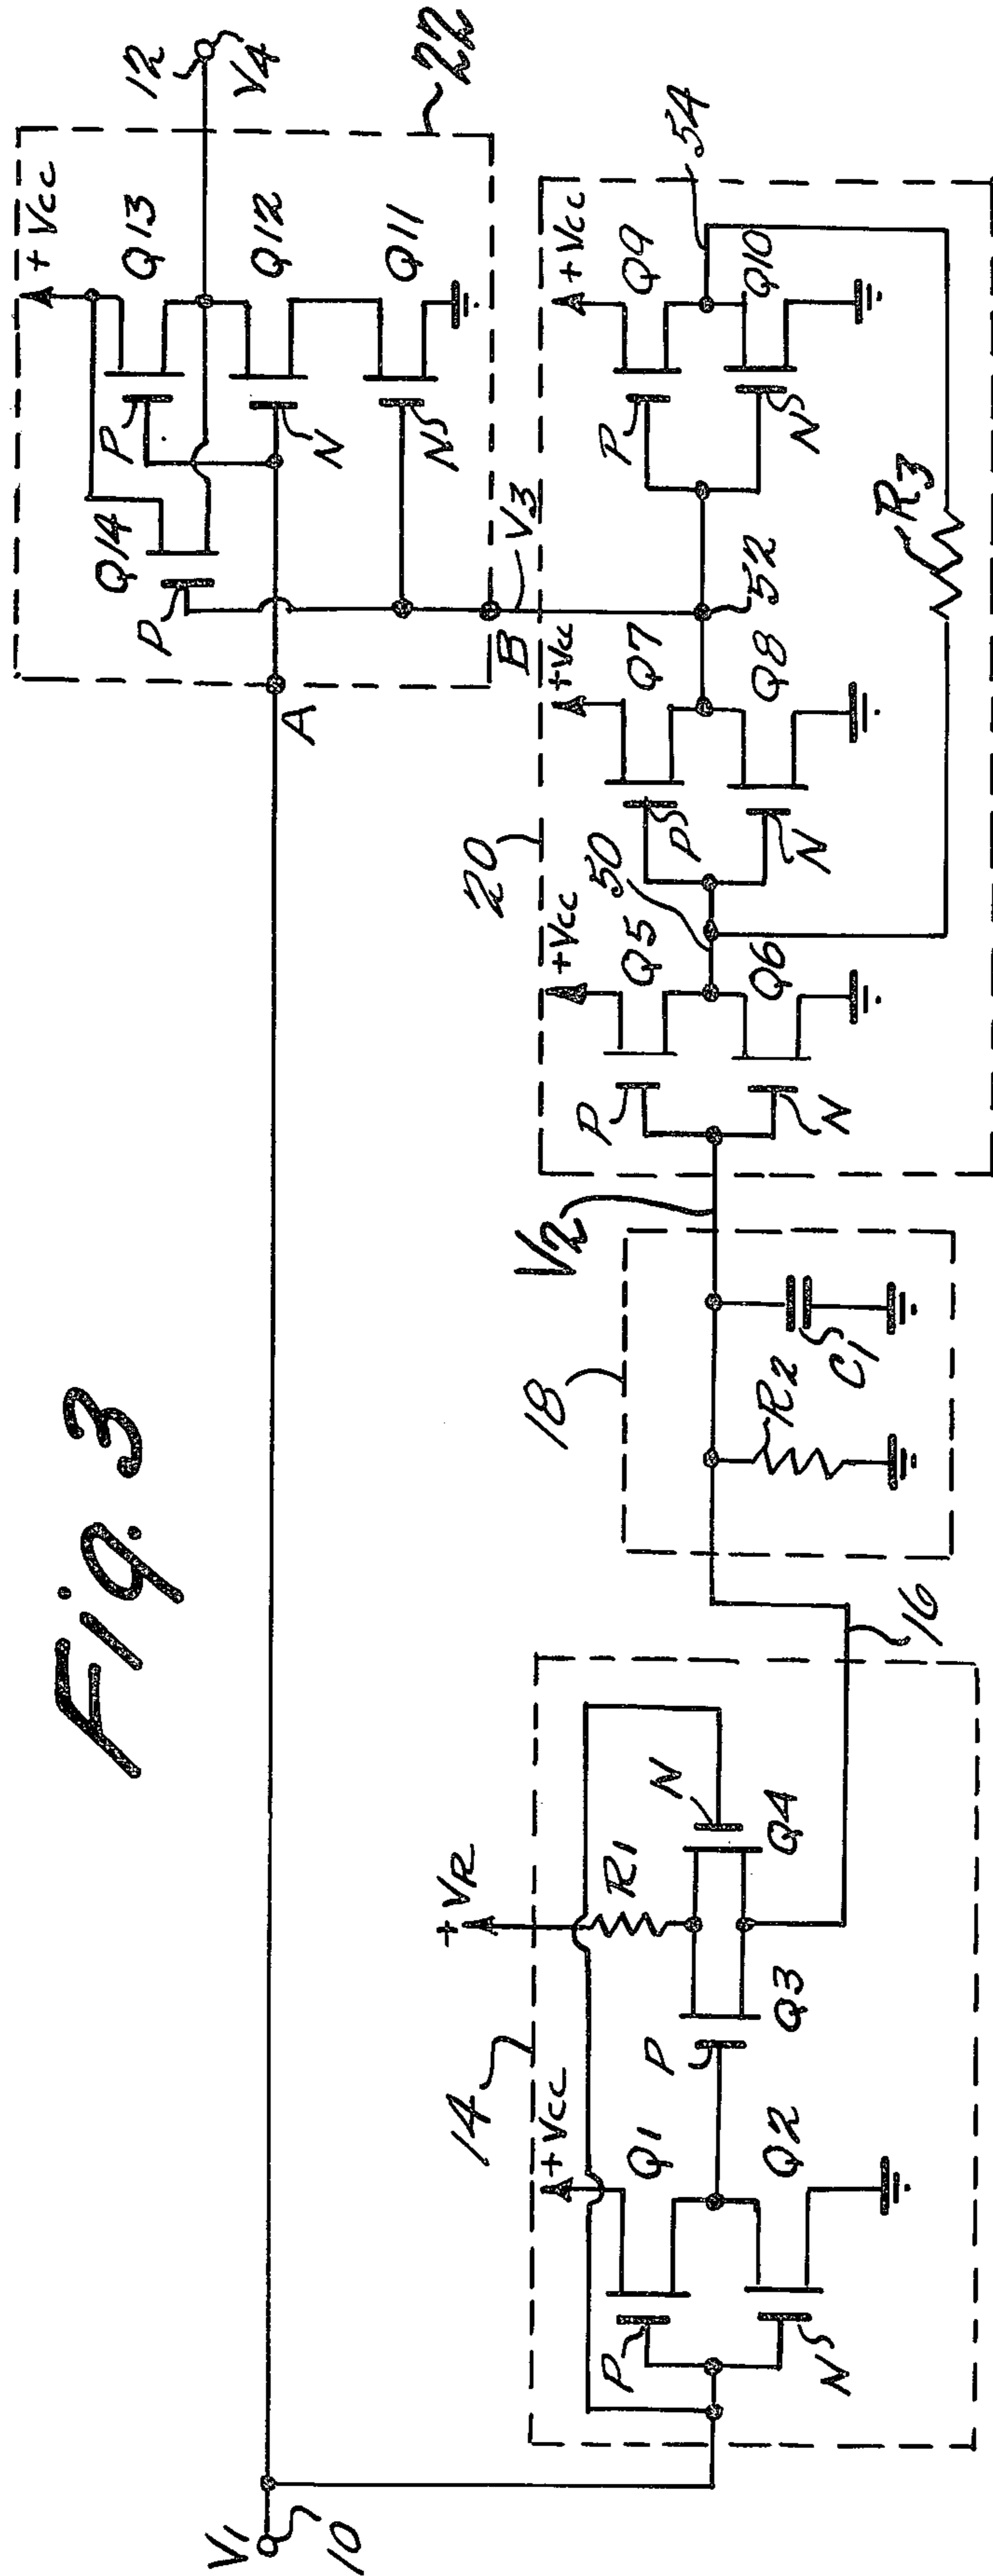 Fig. 3
V1
10
14
+Vcc
P
Q1
N
Q2
P
Q3
+VR
R1
N
Q4
16
18
R2
C1
V2
20
+Vcc
P
Q5
N
Q6
50
+Vcc
P
Q7
N
Q8
52
+Vcc
P
Q9
N
Q10
54
R3
A
B
V3
22
+Vcc
P
Q14
P
Q13
N
Q12
N
Q11
12
V4